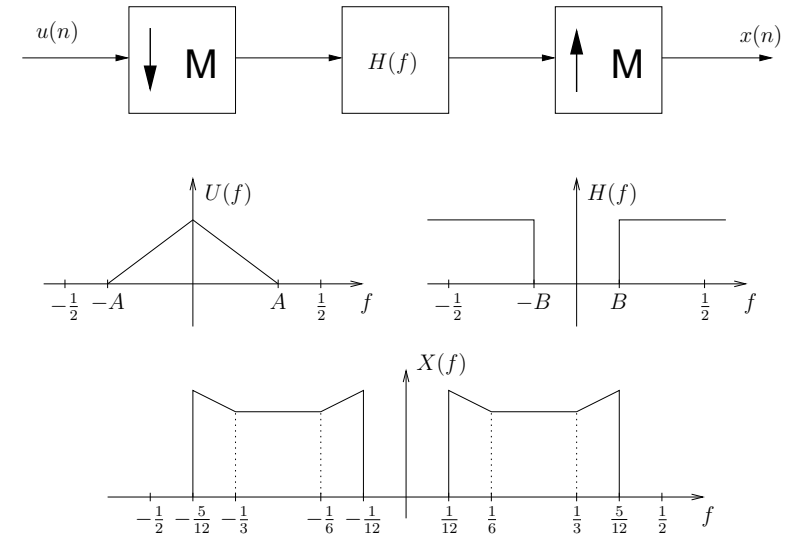 u(n) x(n)
↓ M H(f) ↑ M
U(f) H(f)
−1/2 −A A 1/2 f −1/2 −B B 1/2 f
X(f)
−1/2 −5/12 −1/3 −1/6 −1/12 1/12 1/6 1/3 5/12 1/2 f